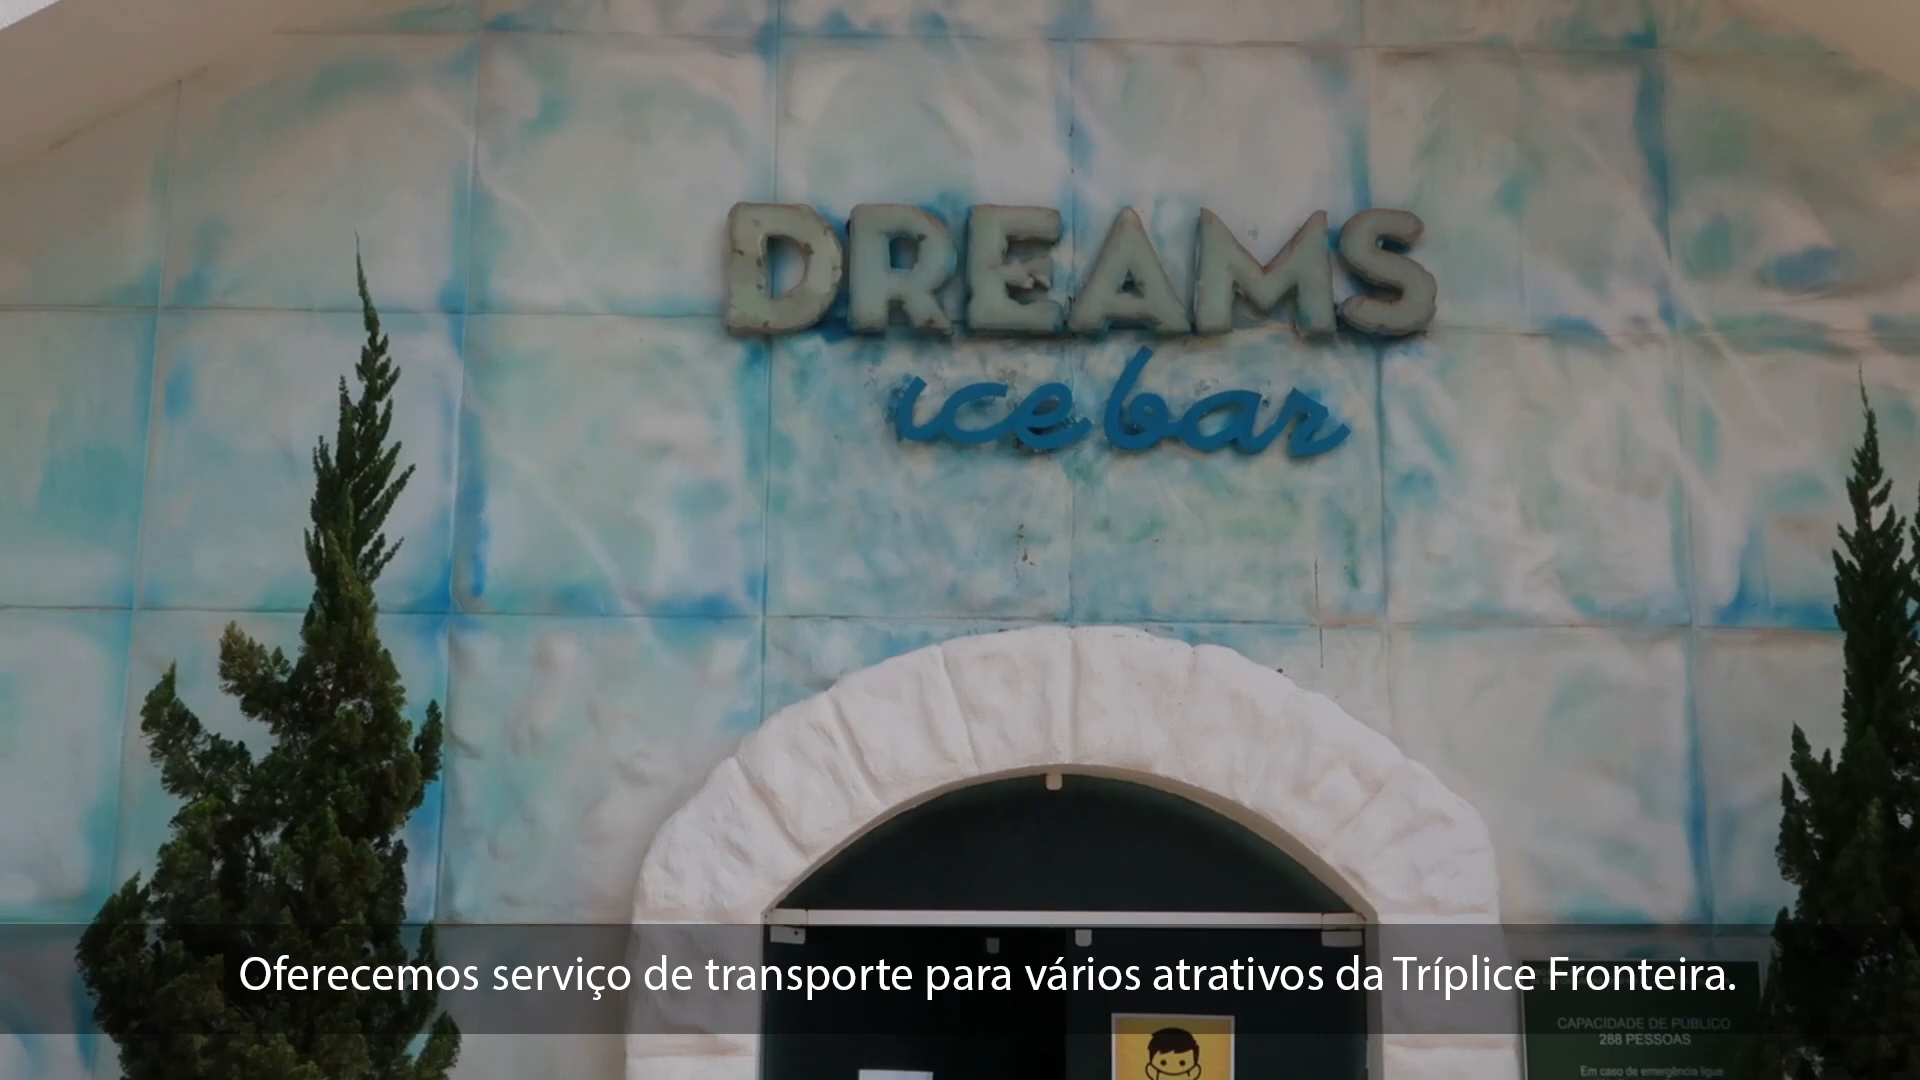 DREAMS
ice bar
Oferecemos serviço de transporte para vários atrativos da Tríplice Fronteira.
CAPACIDADE DE PÚBLICO
288 PESSOAS
Em caso de emergência ligue